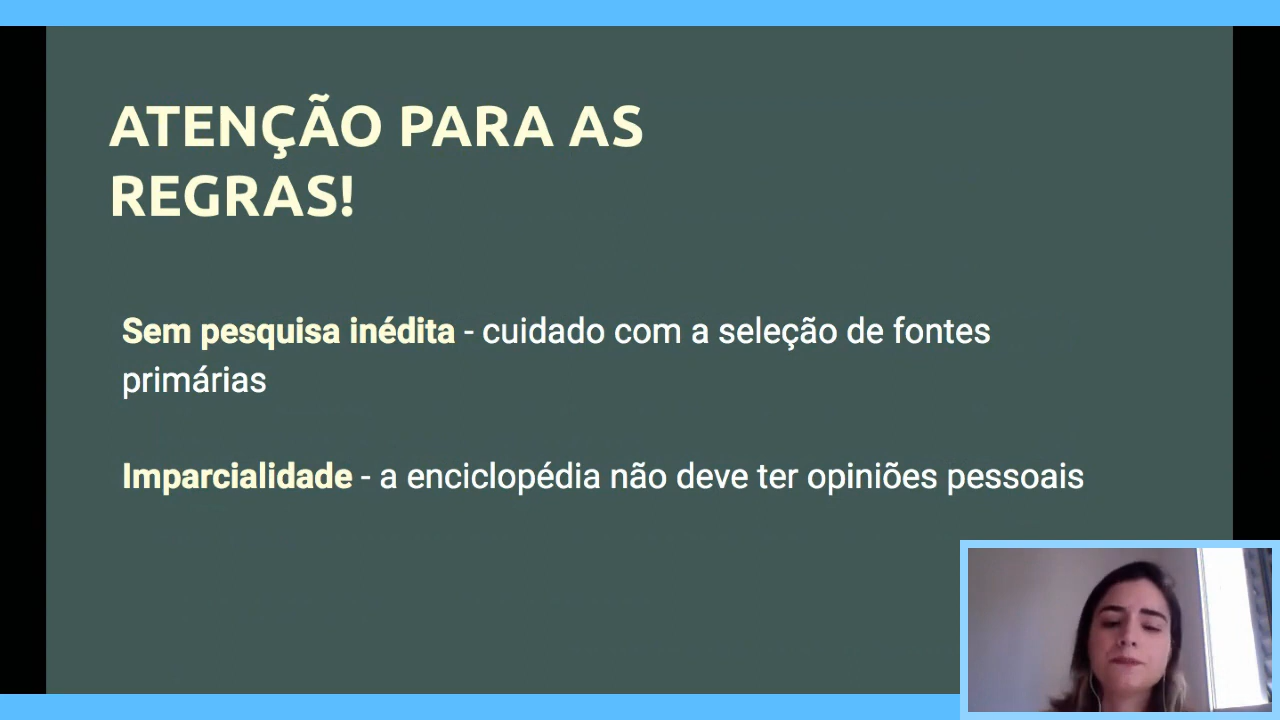 ATENÇÃO PARA AS
REGRAS!
Sem pesquisa inédita - cuidado com a seleção de fontes
primárias
Imparcialidade - a enciclopédia não deve ter opiniões pessoais